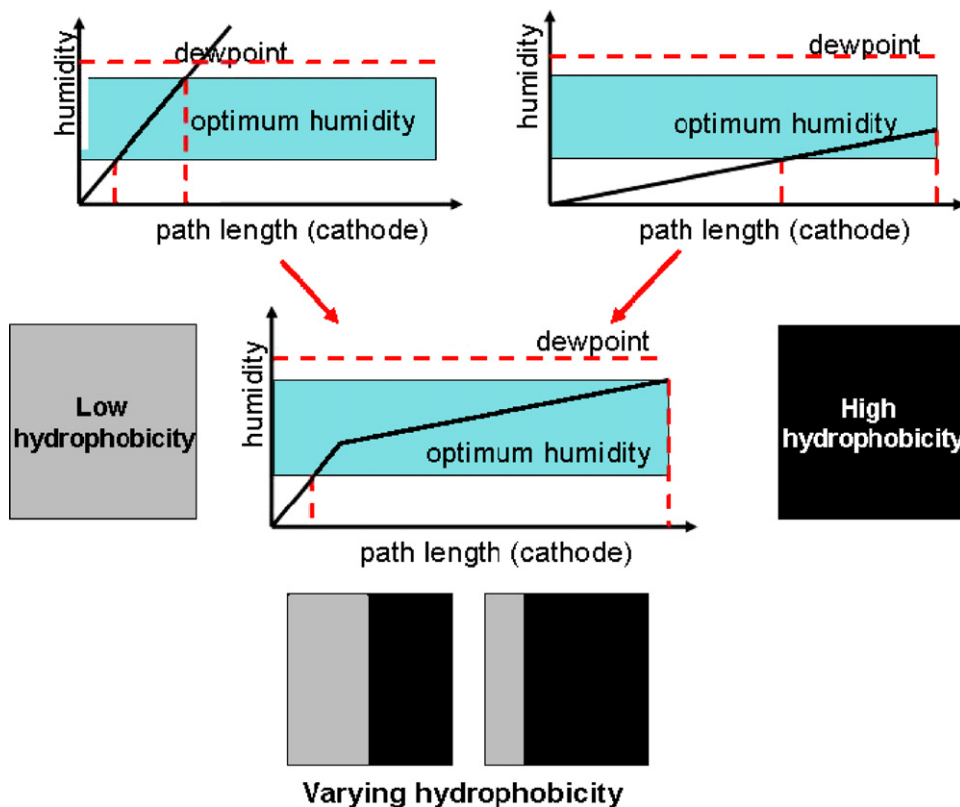 dewpoint
humidity
optimum humidity
path length (cathode)
dewpoint
humidity
optimum humidity
path length (cathode)
Low
hydrophobicity
dewpoint
humidity
optimum humidity
path length (cathode)
High
hydrophobicity
Varying hydrophobicity